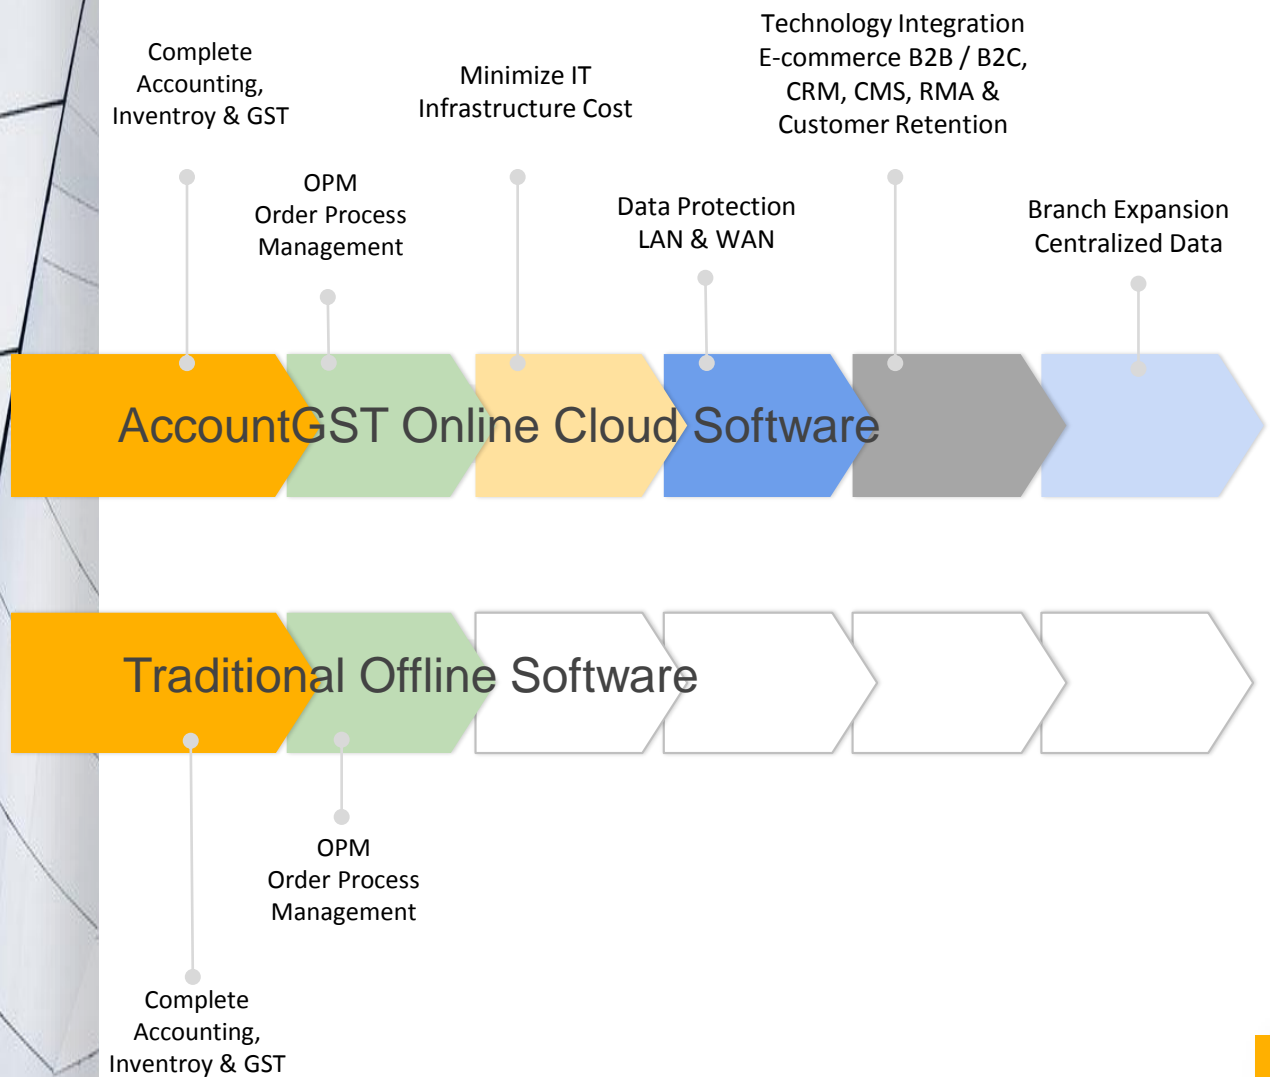 Complete
Accounting,
Inventroy & GST
OPM
Order Process
Management
Minimize IT
Infrastructure Cost
Data Protection
LAN & WAN
Technology Integration
E-commerce B2B / B2C,
CRM, CMS, RMA &
Customer Retention
Branch Expansion
Centralized Data
AccountGST Online Cloud Software
Traditional Offline Software
OPM
Order Process
Management
Complete
Accounting,
Inventroy & GST